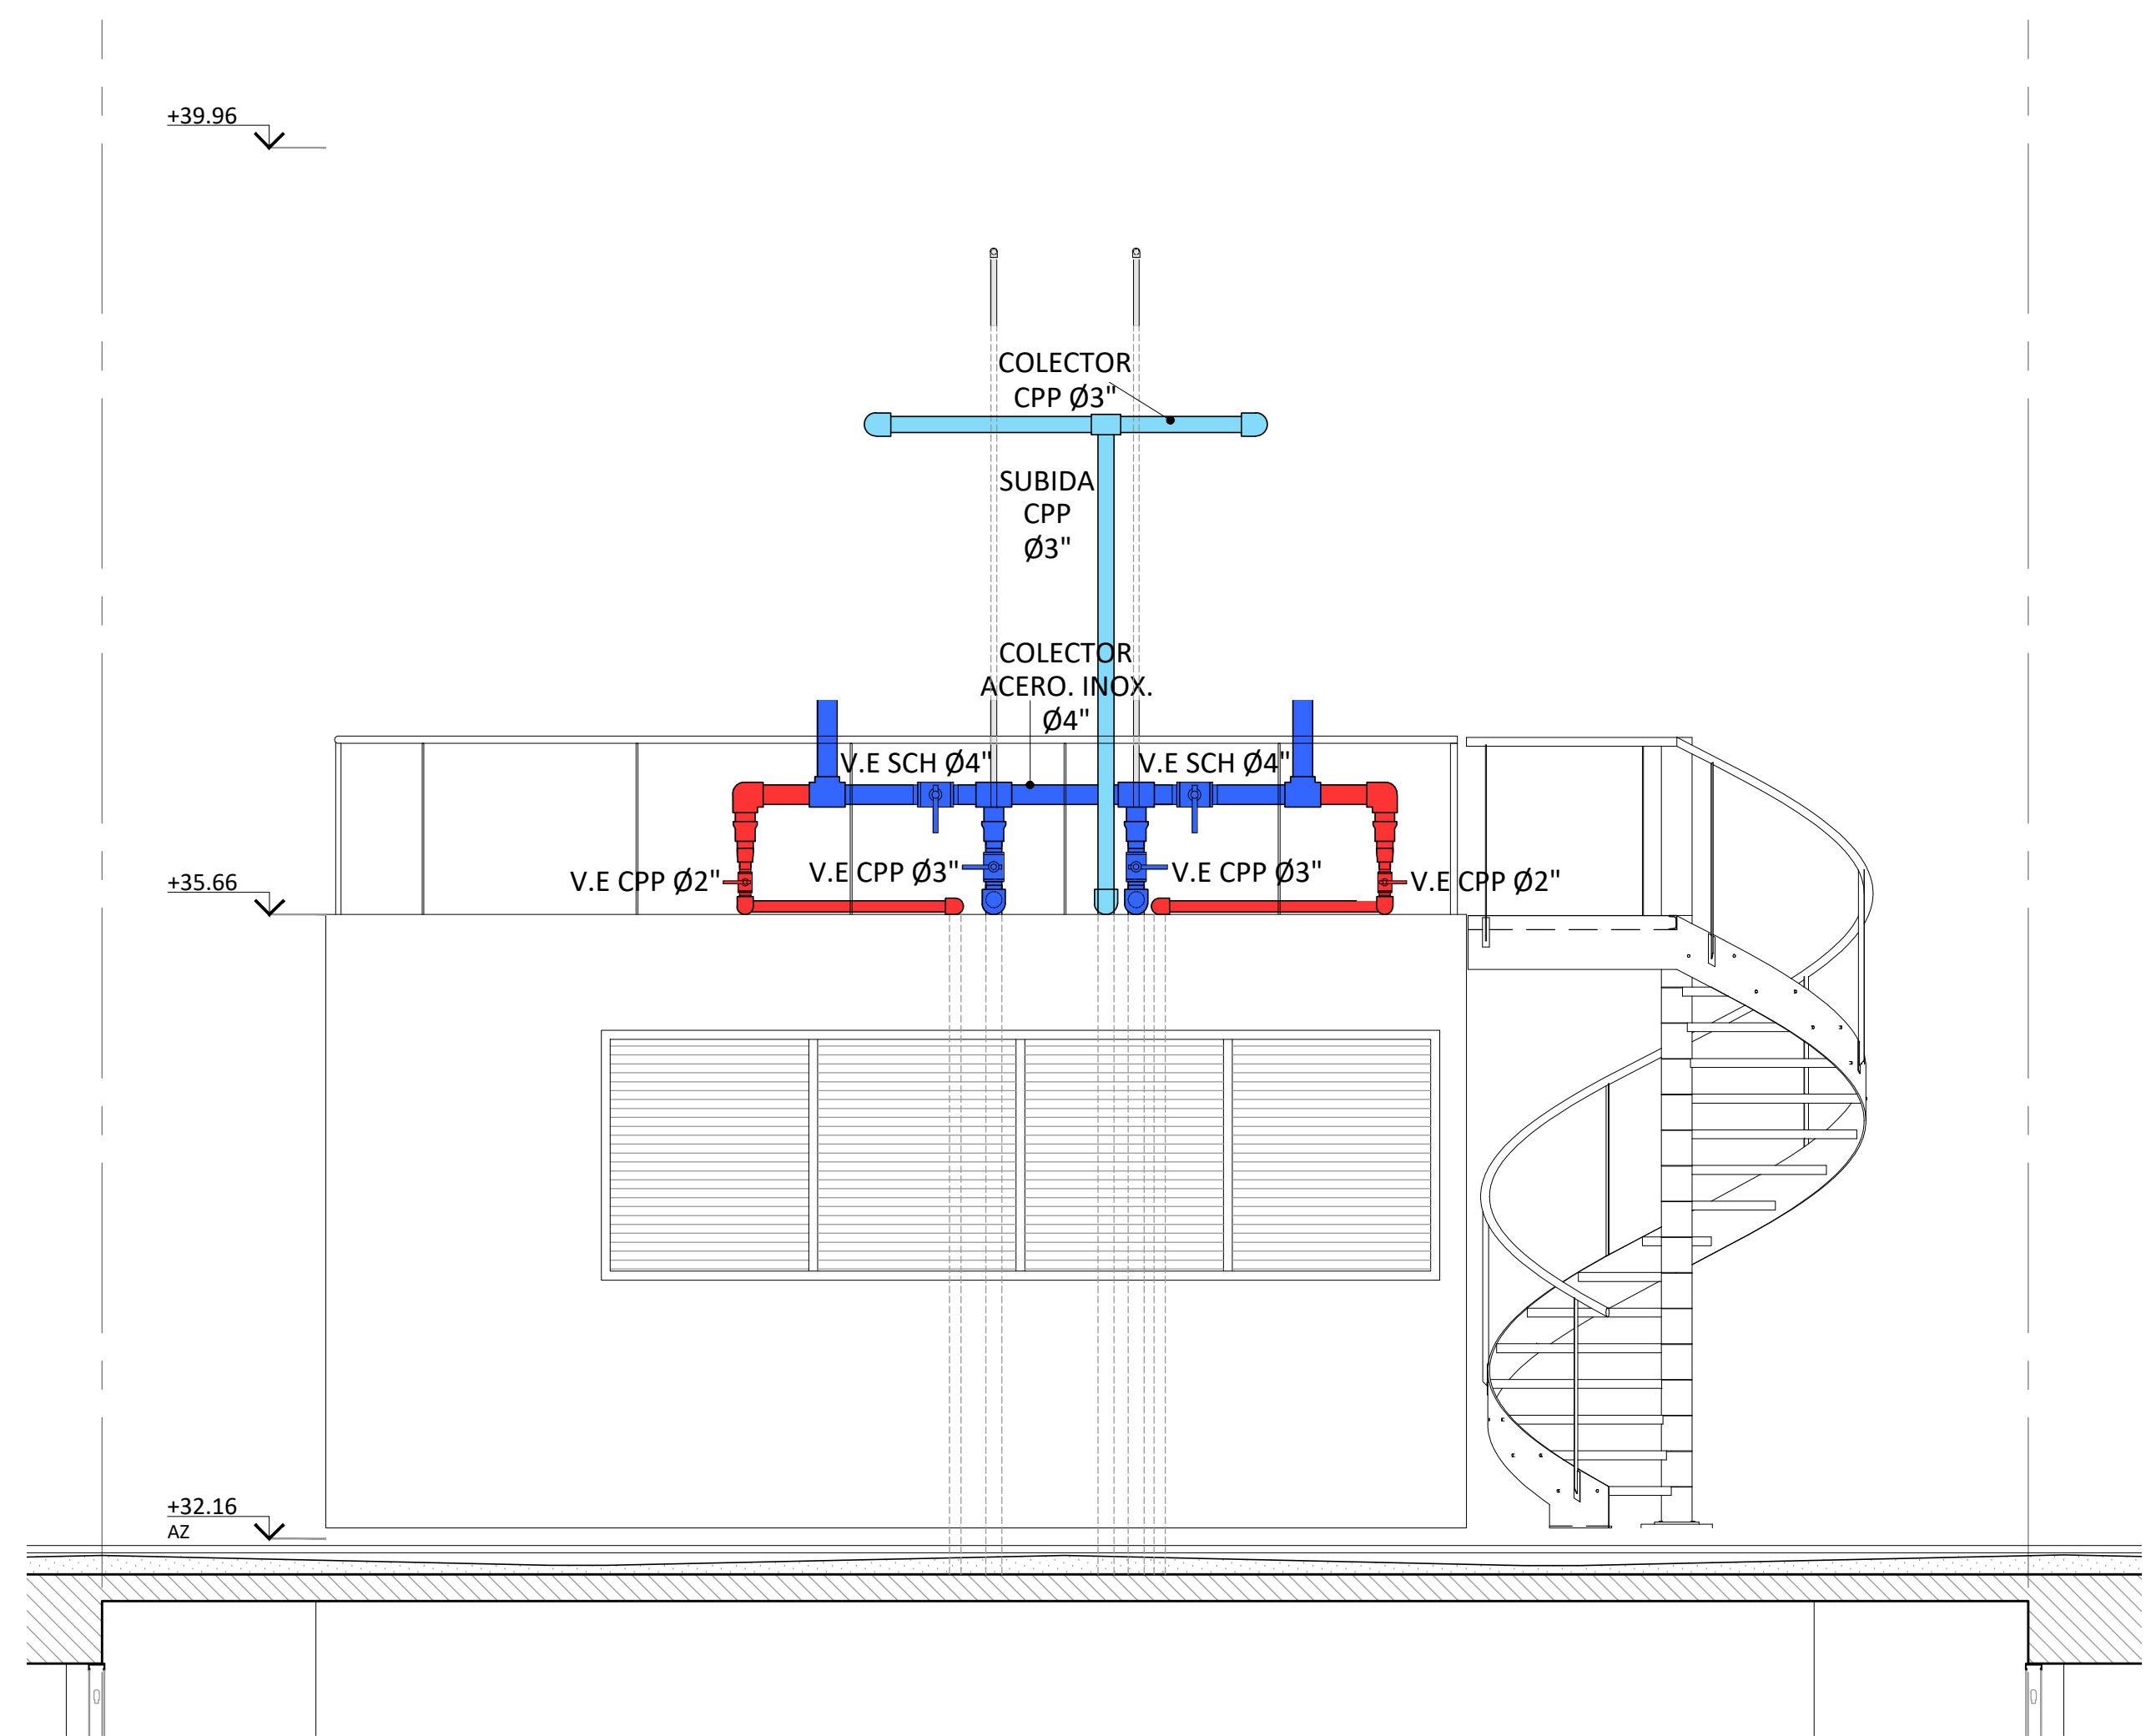 +39.96
COLECTOR
CPP Ø3"
SUBIDA
CPP
Ø3"
COLECTOR
ACERO. INOX.
Ø4"
V.E SCH Ø4"
V.E SCH Ø4"
V.E CPP Ø2"
V.E CPP Ø3"
V.E CPP Ø3"
V.E CPP Ø2"
+35.66
+32.16
AZ